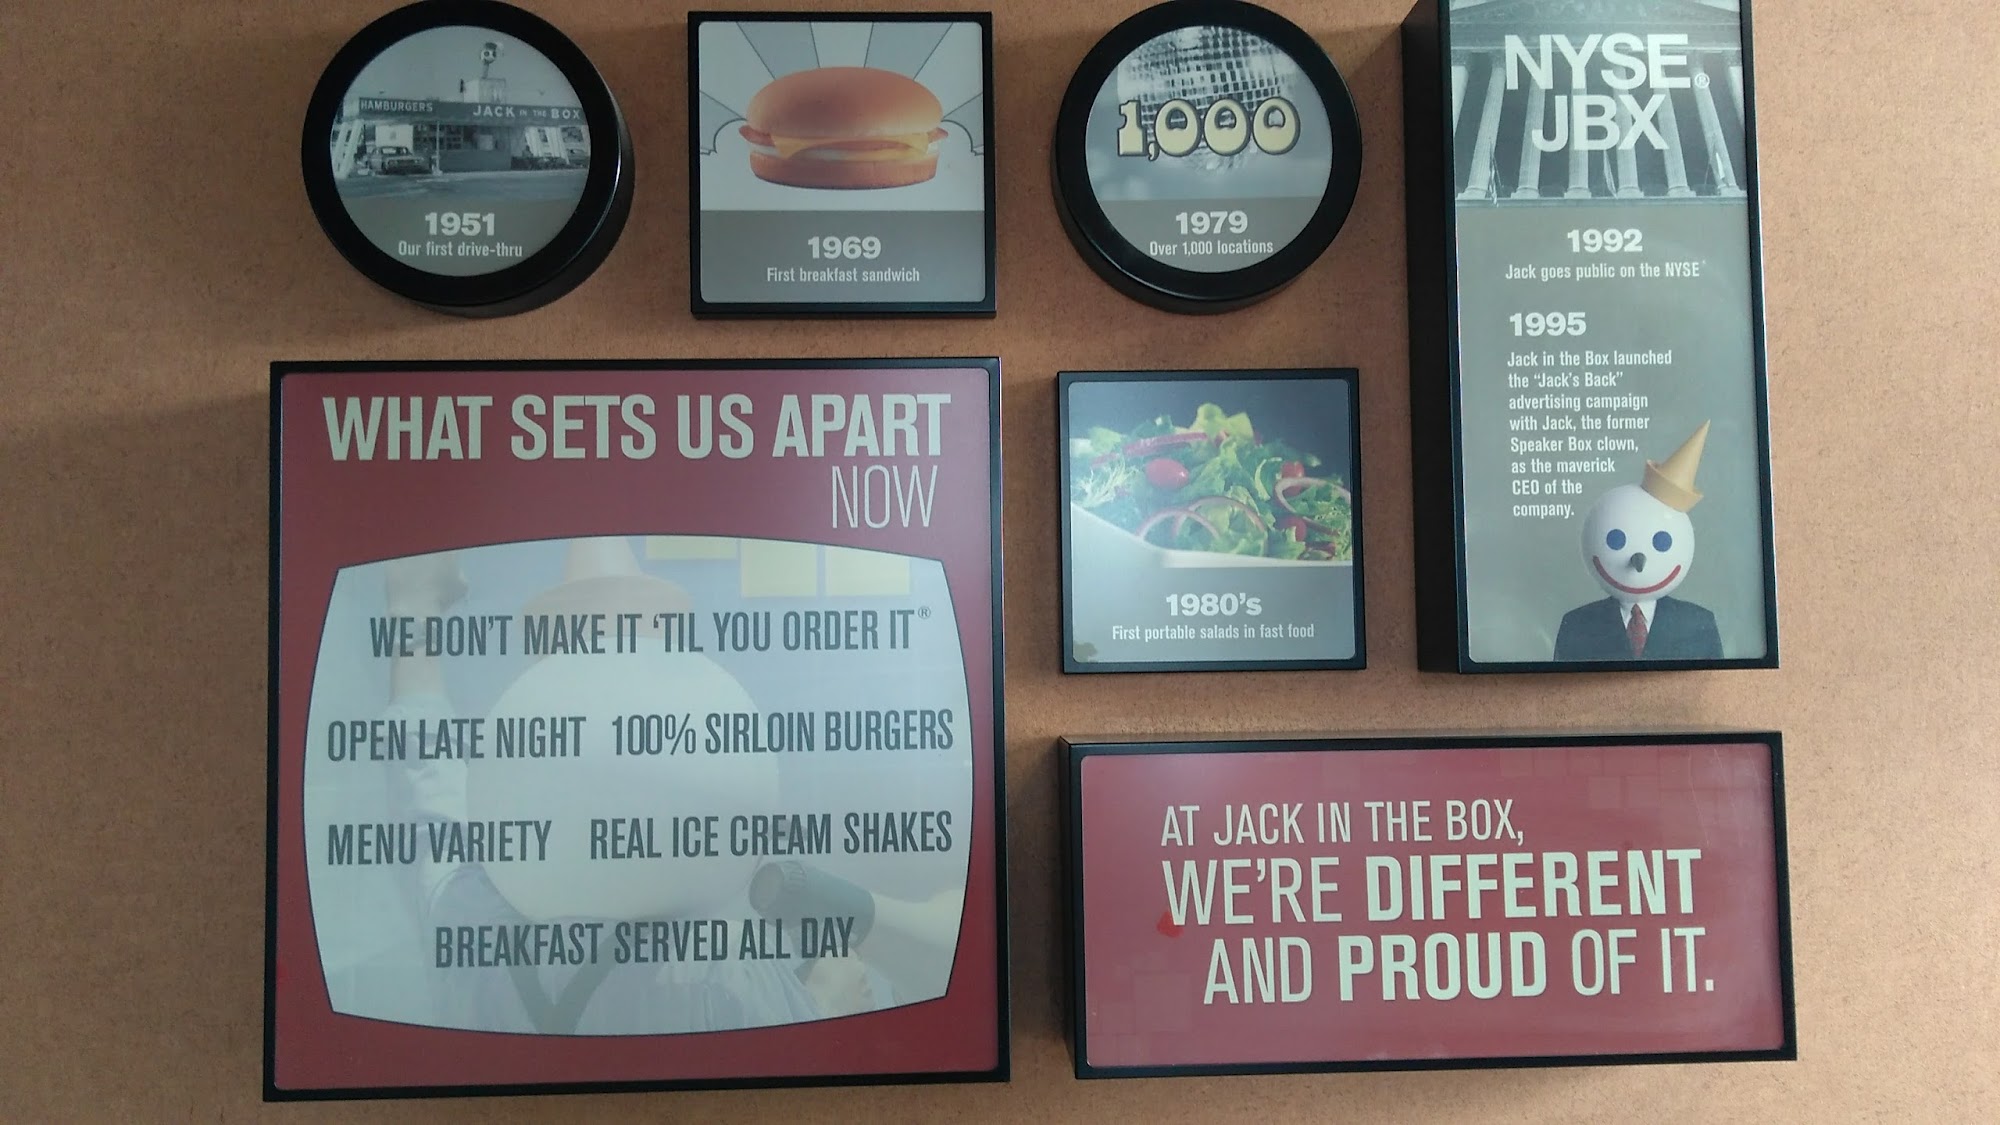 HAMBURGERS
JACK IN THE BOX
1951
Our first drive-thru
1969
First breakfast sandwich
1,000
1979
Over 1,000 locations
NYSE®
JBX
1992
Jack goes public on the NYSE®
1995
Jack in the Box launched
the "Jack's Back"
advertising campaign
with Jack, the former
Speaker Box clown,
as the maverick
CEO of the
company.
WHAT SETS US APART
NOW
WE DON'T MAKE IT 'TIL YOU ORDER IT®
OPEN LATE NIGHT 100% SIRLOIN BURGERS
MENU VARIETY REAL ICE CREAM SHAKES
BREAKFAST SERVED ALL DAY
1980's
First portable salads in fast food
AT JACK IN THE BOX,
WE'RE DIFFERENT
AND PROUD OF IT.